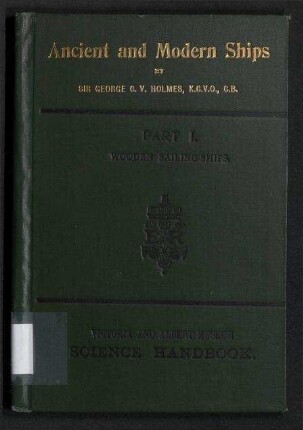 Ancient and Modern Ships
BY
SIR GEORGE C. V. HOLMES, K.C.V.O., C.B.
PART I.
WOODEN SAILING-SHIPS.
VICTORIA AND ALBERT MUSEUM
SCIENCE HANDBOOK.